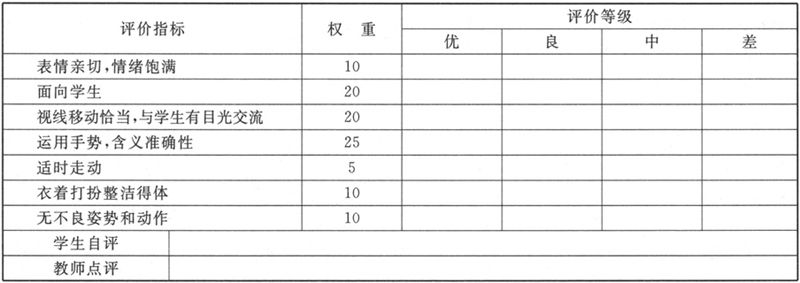 评价指标 权 重 评价等级
优 良 中 差
表情亲切,情绪饱满 10
面向学生 20
视线移动恰当,与学生有目光交流 20
运用手势,含义准确性 25
适时走动 5
衣着打扮整洁得体 10
无不良姿势和动作 10
学生自评
教师点评